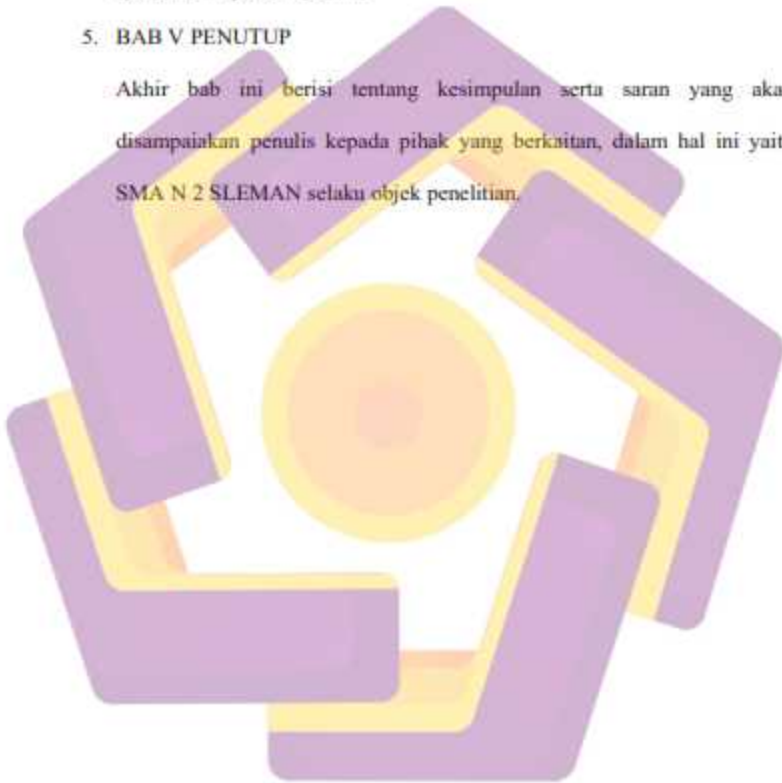 5. BAB V PENUTUP
Akhir bab ini berisi tentang kesimpulan serta saran yang aka
disampaiakan penulis kepada pihak yang berkaitan, dalam hal ini yait
SMA N 2 SLEMAN selaku objek penelitian.